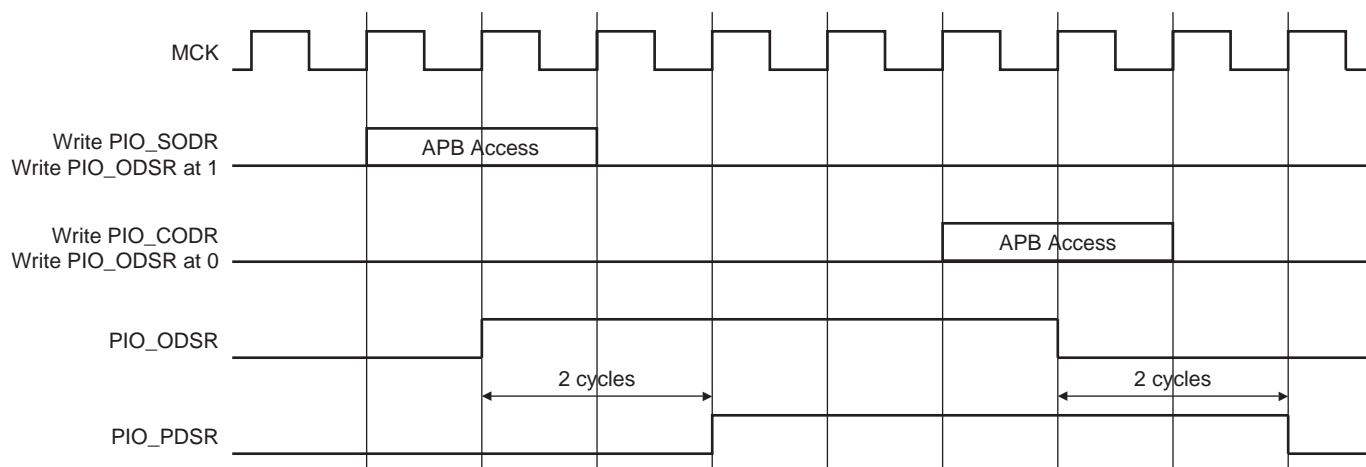 MCK
Write PIO_SODR
Write PIO_ODSR at 1
APB Access
Write PIO_CODR
Write PIO_ODSR at 0
APB Access
PIO_ODSR
2 cycles
2 cycles
PIO_PDSR